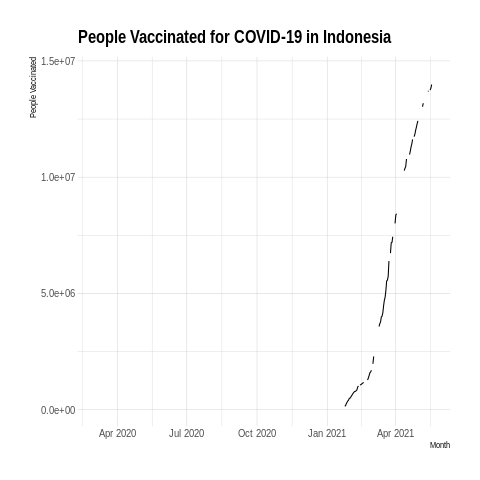 People Vaccinated for COVID-19 in Indonesia
People Vaccinated
1.5e+07
1.0e+07
5.0e+06
0.0e+00
Apr 2020 Jul 2020 Oct 2020 Jan 2021 Apr 2021
Month